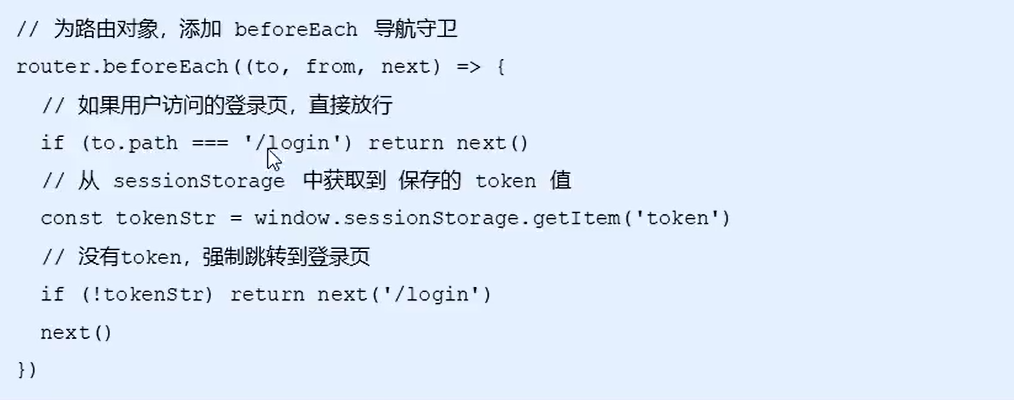 // 为路由对象，添加 beforeEach 导航守卫
router.beforeEach((to, from, next) => {
// 如果用户访问的登录页，直接放行
if (to.path === '/login') return next()
// 从 sessionStorage 中获取到 保存的 token 值
const tokenStr = window.sessionStorage.getItem('token')
// 没有token，强制跳转到登录页
if (!tokenStr) return next('/login')
next()
})